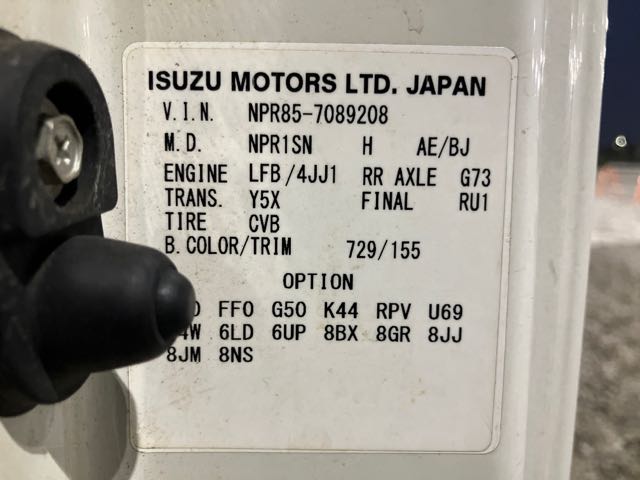 ISUZU MOTORS LTD. JAPAN
V.I.N. NPR85-7089208
M.D. NPR1SN H AE/BJ
ENGINE LFB/4JJ1 RR AXLE G73
TRANS. Y5X FINAL RU1
TIRE CVB
B.COLOR/TRIM 729/155
OPTION
FF0 G50 K44 RPV U69
6LD 6UP 8BX 8GR 8JJ
8JM 8NS